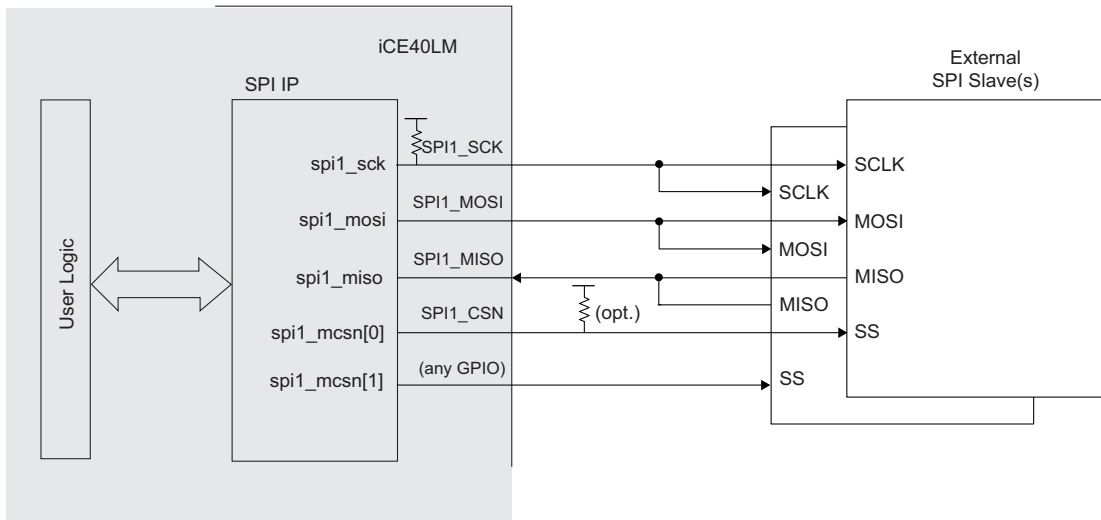 iCE40LM
External
SPI Slave(s)
SPI IP
User Logic
spi1_sck
SPI1_SCK
SCLK
SCLK
spi1_mosi
SPI1_MOSI
MOSI
MOSI
spi1_miso
SPI1_MISO
MISO
MISO
(opt.)
spi1_mcsn[0]
SPI1_CSN
SS
spi1_mcsn[1]
(any GPIO)
SS